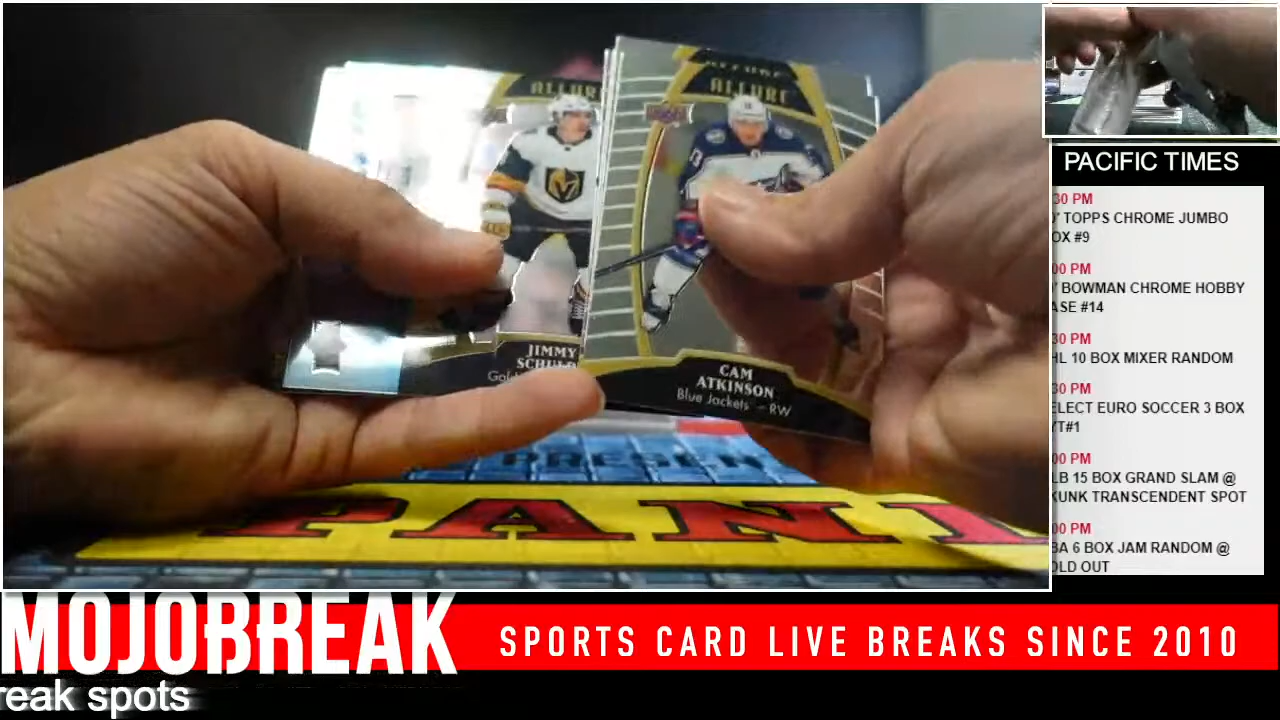 ALLURE
ALLURE
JIMMY
CAM
ATKINSON
Blue Jackets - RW
PANI
PACIFIC TIMES
:30 PM
TOPPS CHROME JUMBO
OX #9
:00 PM
BOWMAN CHROME HOBBY
ASE #14
:30 PM
HL 10 BOX MIXER RANDOM
:30 PM
ELECT EURO SOCCER 3 BOX
YT#1
:00 PM
LB 15 BOX GRAND SLAM @
KUNK TRANSCENDENT SPOT
:00 PM
BA 6 BOX JAM RANDOM @
OLD OUT
MOJOBREAK
SPORTS CARD LIVE BREAKS SINCE 2010
reak spots